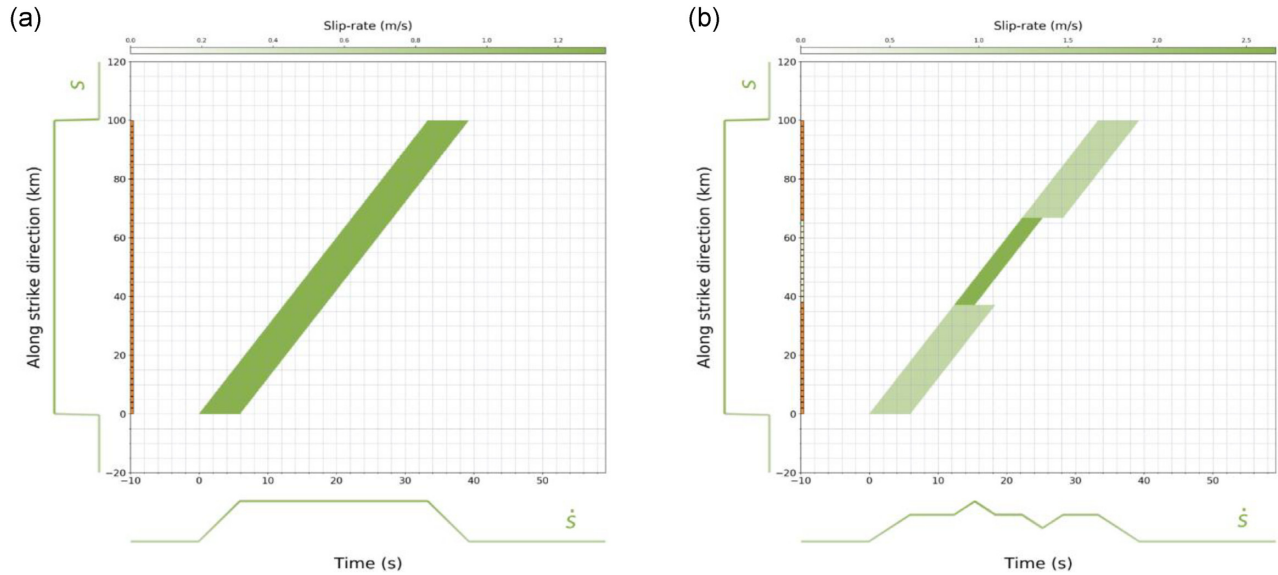 (a)
Slip-rate (m/s)
0.0 0.2 0.4 0.6 0.8 1.0 1.2
S
Along strike direction (km)
120
100
80
60
40
20
0
−20
−10 0 10 20 30 40 50
ṡ
Time (s)
(b)
Slip-rate (m/s)
0.0 0.5 1.0 1.5 2.0 2.5
S
Along strike direction (km)
120
100
80
60
40
20
0
−20
−10 0 10 20 30 40 50
ṡ
Time (s)